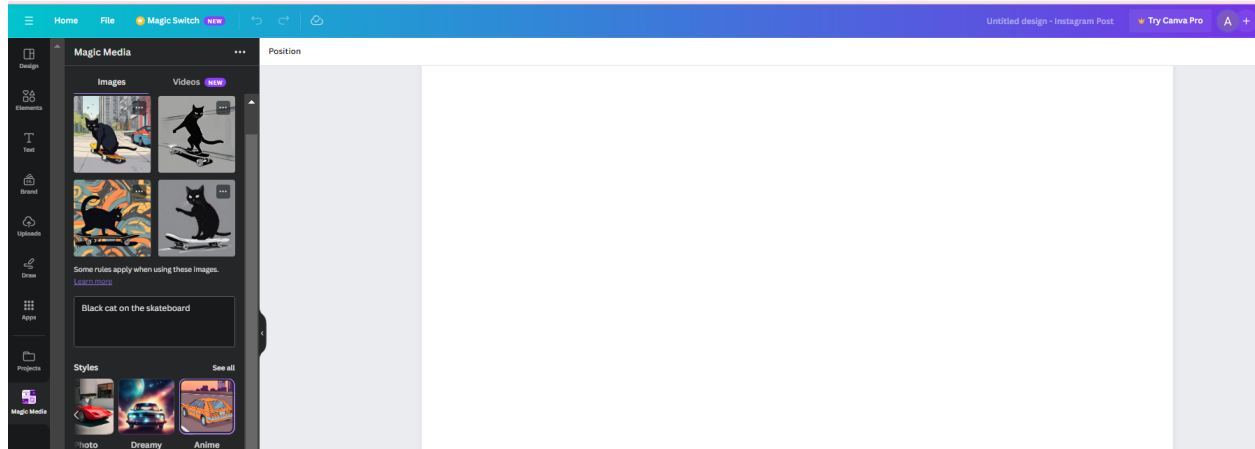 Home File Magic Switch NEW
Untitled design - Instagram Post Try Canva Pro A +
Design
Elements
Text
Brand
Uploads
Draw
Apps
Projects
Magic Media
Magic Media ...
Images Videos NEW
Some rules apply when using these images.
Learn more
Black cat on the skateboard
Styles See all
Photo Dreamy Anime
Position